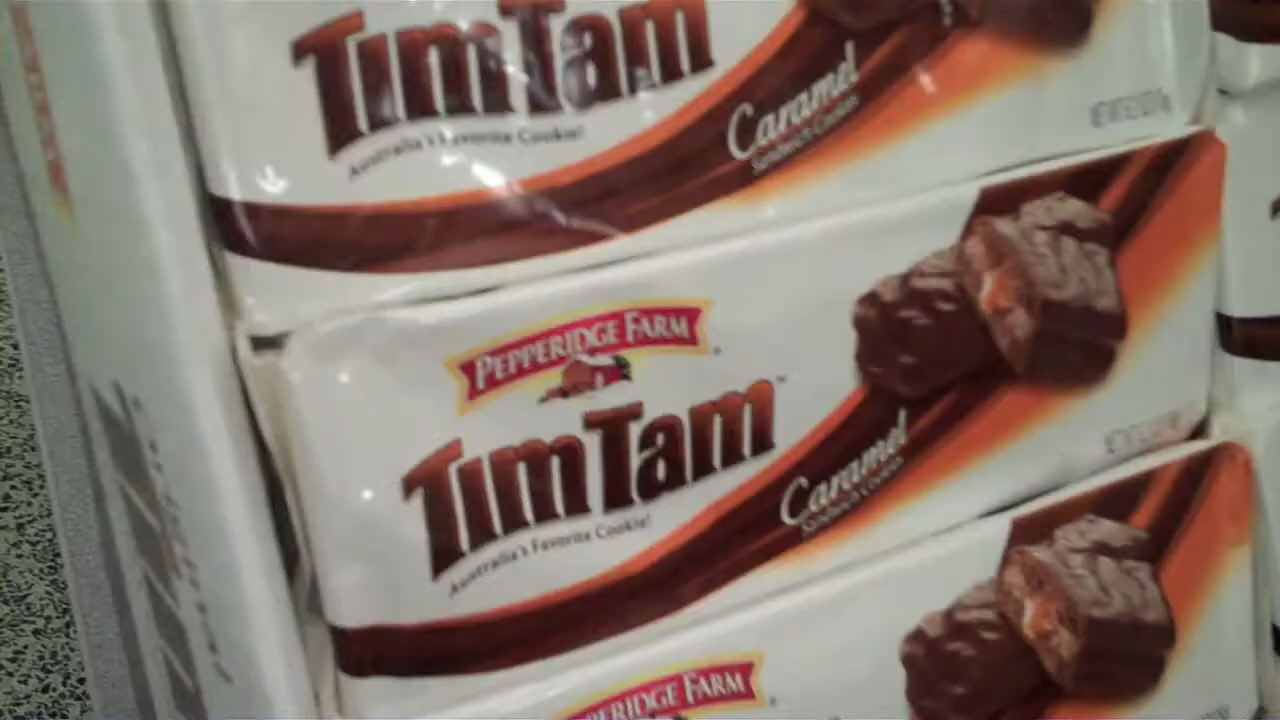 TimTam
Australia's Favorite Cookie!
Caramel
Sandwich Cookies
PEPPERIDGE FARM
TimTam
Australia's Favorite Cookie!
Caramel
Sandwich Cookies
PEPPERIDGE FARM